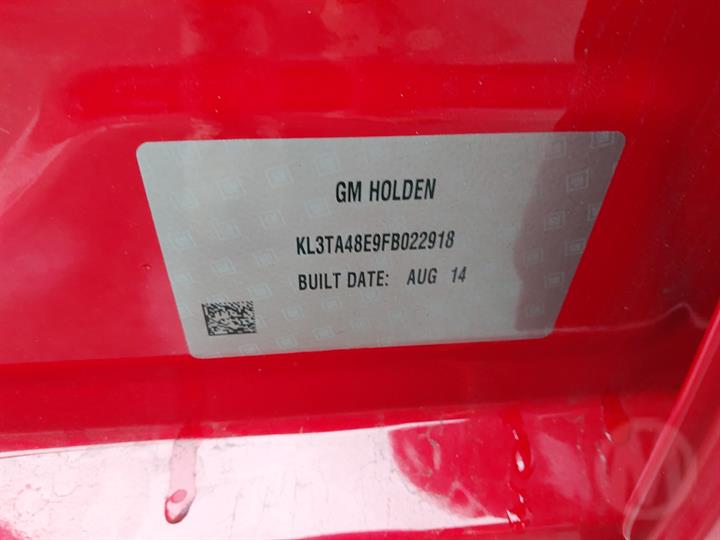 GM HOLDEN
KL3TA48E9FB022918
BUILT DATE: AUG 14